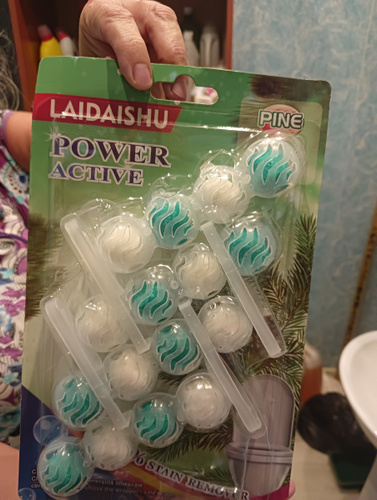 LAIDAISHU
PINE
POWER
ACTIVE
STAIN REMOVER